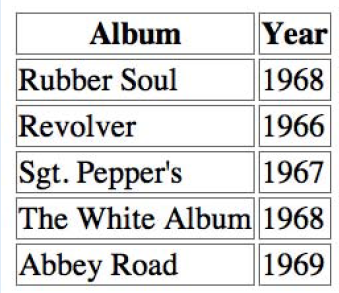 Album Year
Rubber Soul 1968
Revolver 1966
Sgt. Pepper's 1967
The White Album 1968
Abbey Road 1969